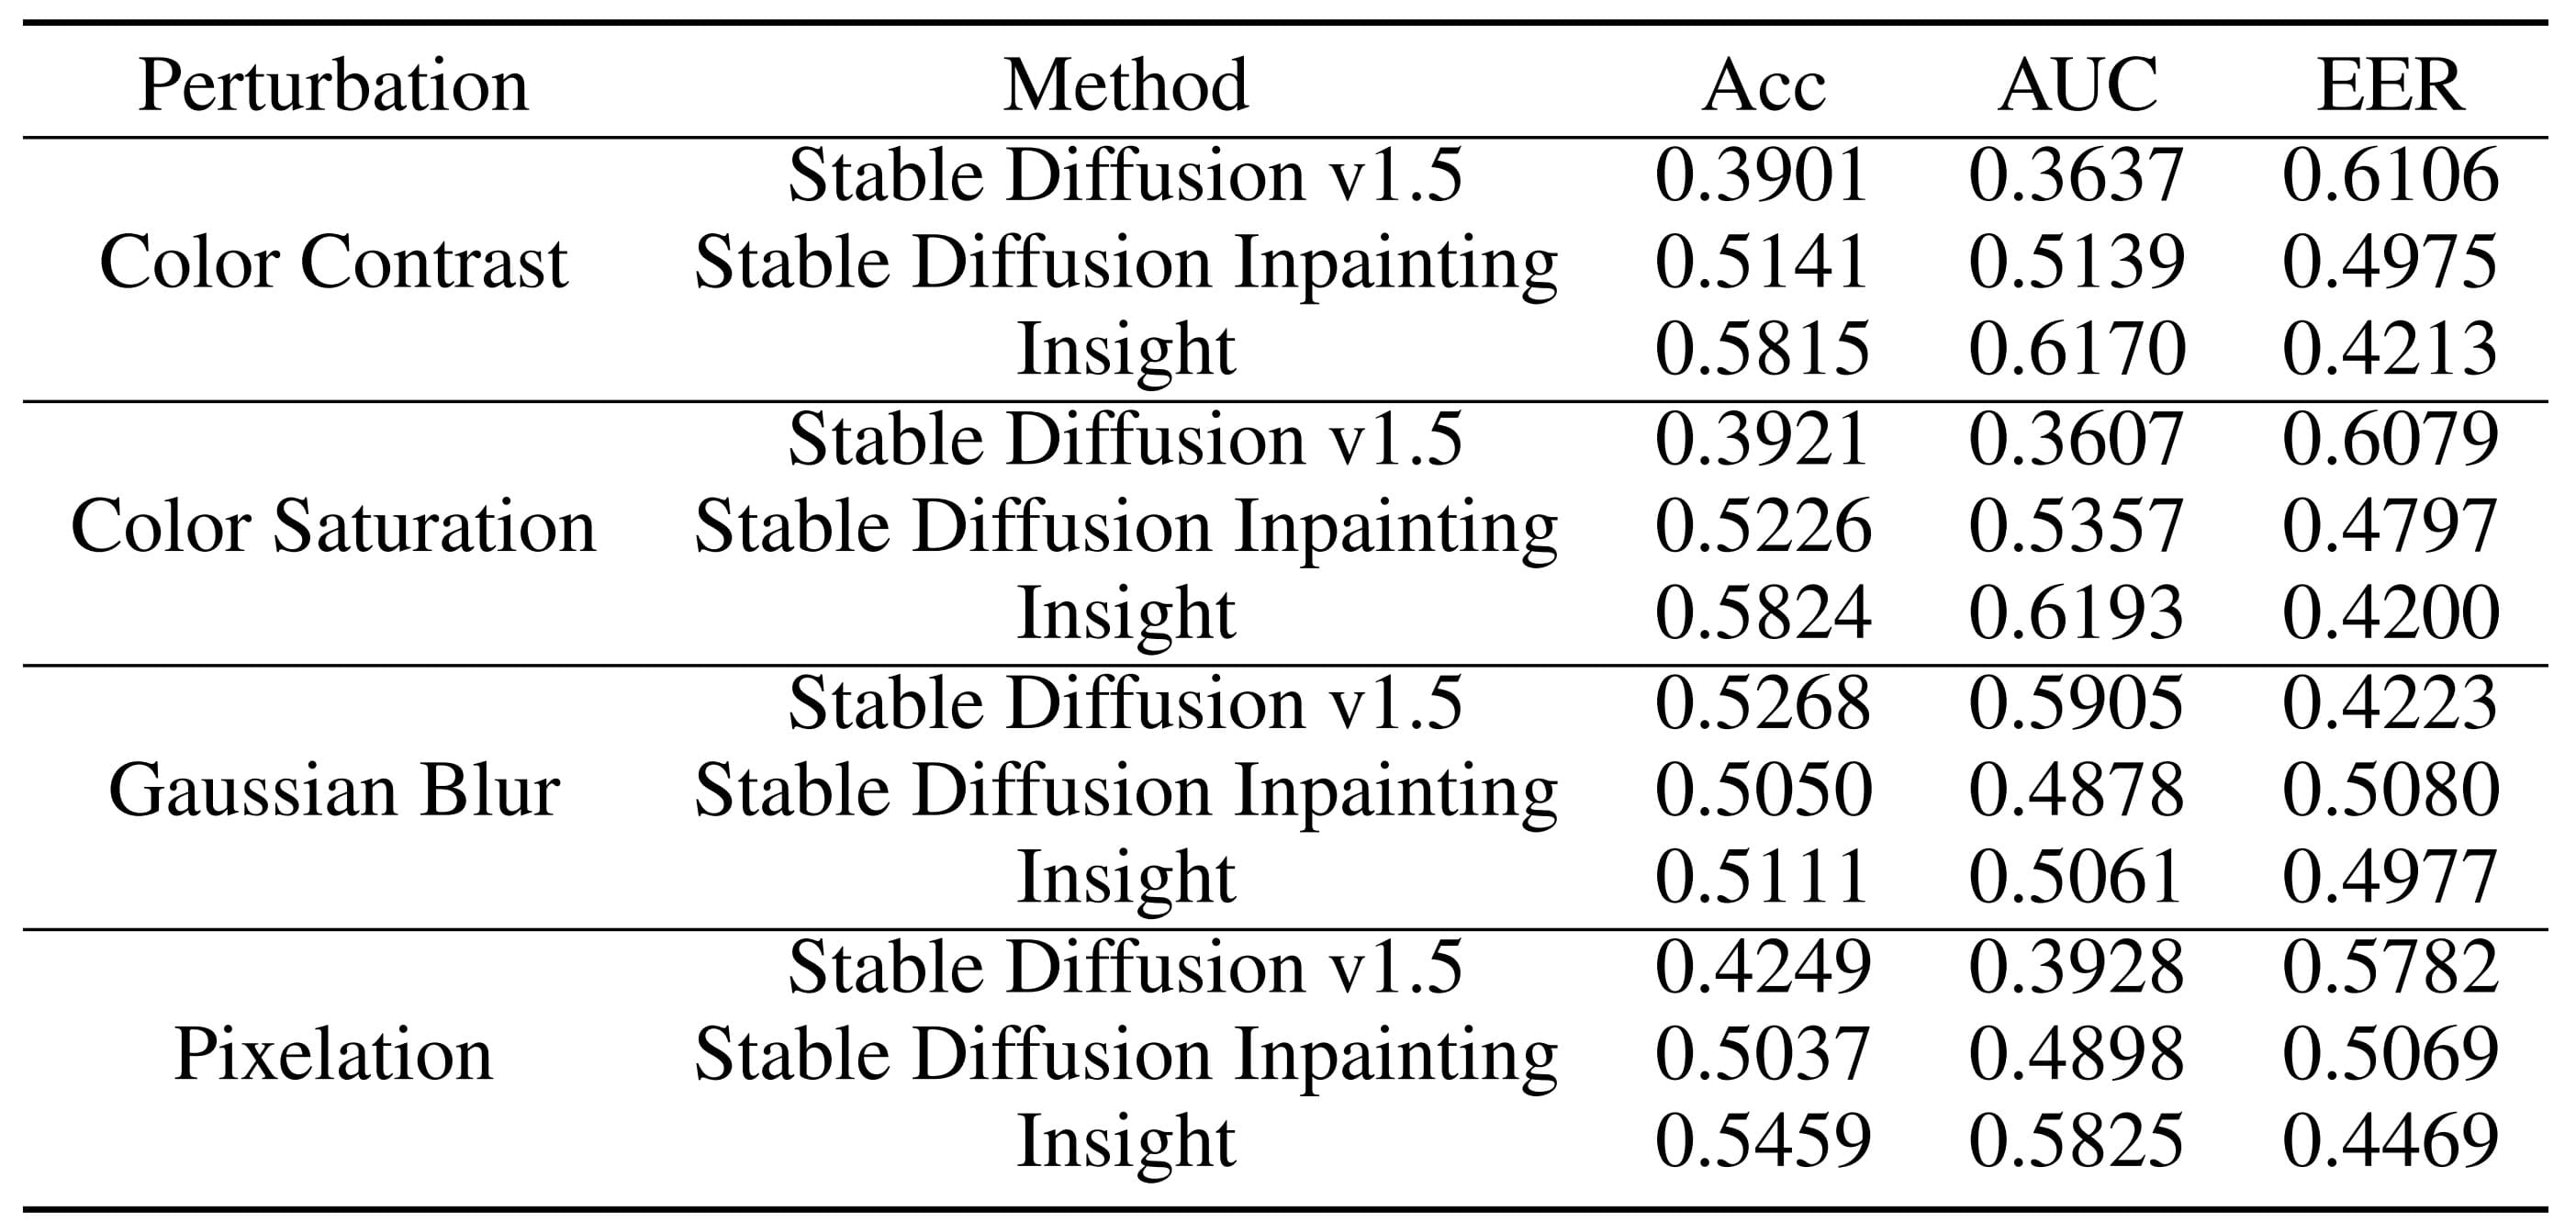 Perturbation Method Acc AUC EER
Stable Diffusion v1.5 0.3901 0.3637 0.6106
Color Contrast Stable Diffusion Inpainting 0.5141 0.5139 0.4975
Insight 0.5815 0.6170 0.4213
Stable Diffusion v1.5 0.3921 0.3607 0.6079
Color Saturation Stable Diffusion Inpainting 0.5226 0.5357 0.4797
Insight 0.5824 0.6193 0.4200
Stable Diffusion v1.5 0.5268 0.5905 0.4223
Gaussian Blur Stable Diffusion Inpainting 0.5050 0.4878 0.5080
Insight 0.5111 0.5061 0.4977
Stable Diffusion v1.5 0.4249 0.3928 0.5782
Pixelation Stable Diffusion Inpainting 0.5037 0.4898 0.5069
Insight 0.5459 0.5825 0.4469